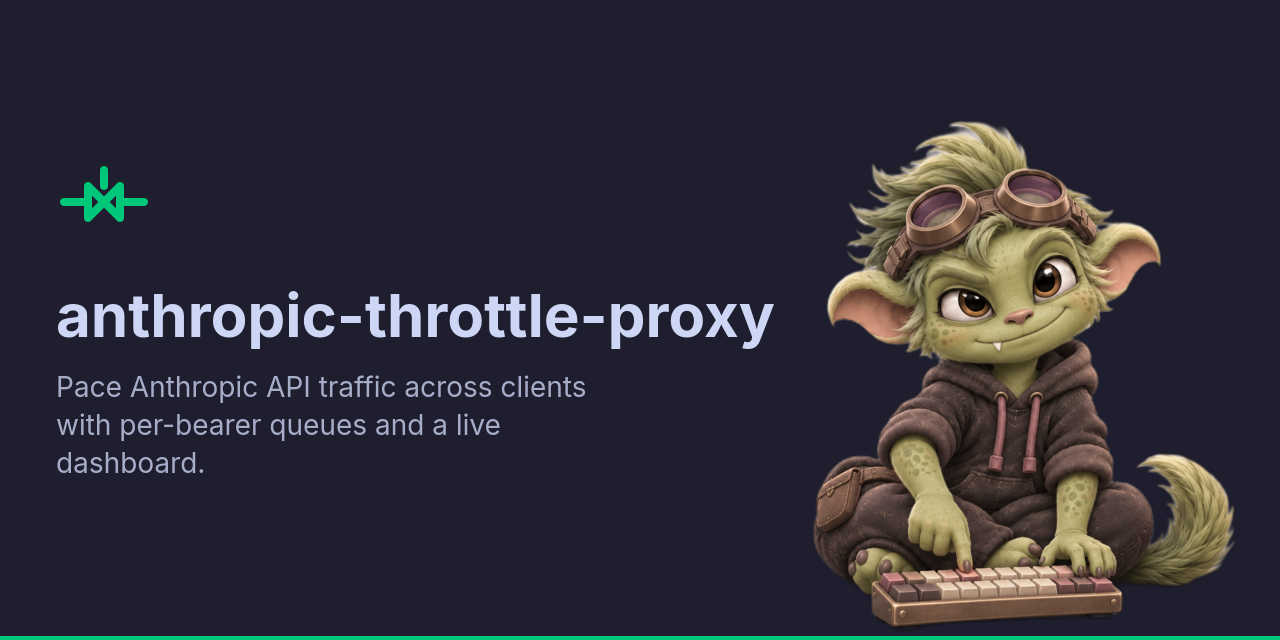 anthropic-throttle-proxy
Pace Anthropic API traffic across clients
with per-bearer queues and a live
dashboard.